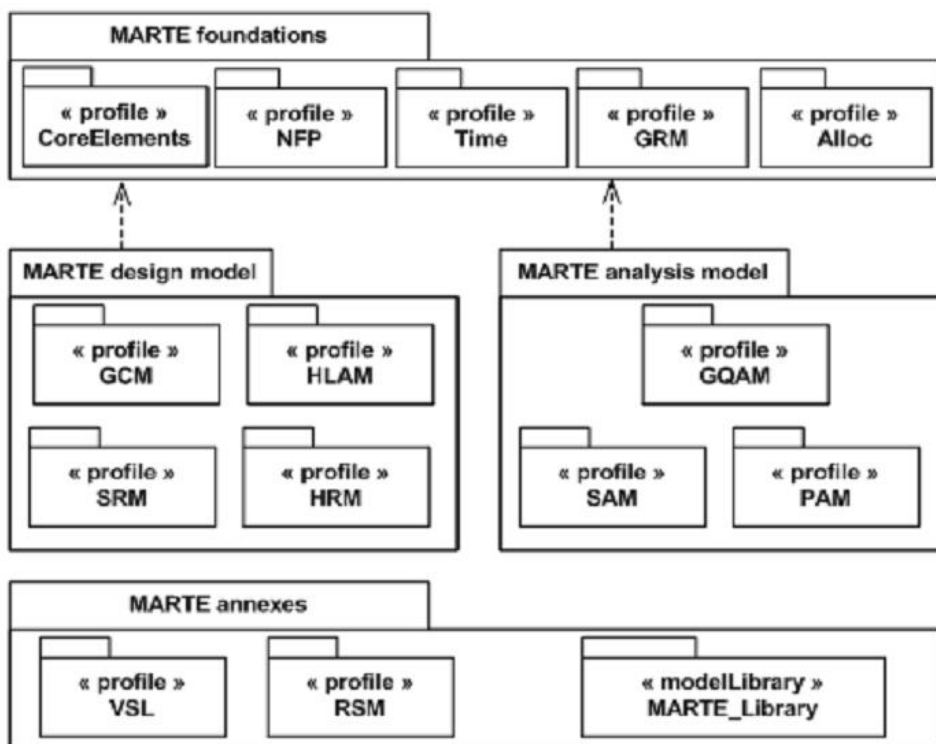 MARTE foundations
« profile » « profile » « profile » « profile » « profile »
CoreElements NFP Time GRM Alloc
MARTE design model MARTE analysis model
« profile » « profile » « profile »
GCM HLAM GQAM
« profile » « profile » « profile » « profile »
SRM HRM SAM PAM
MARTE annexes
« profile » « profile » « modelLibrary »
VSL RSM MARTE_Library